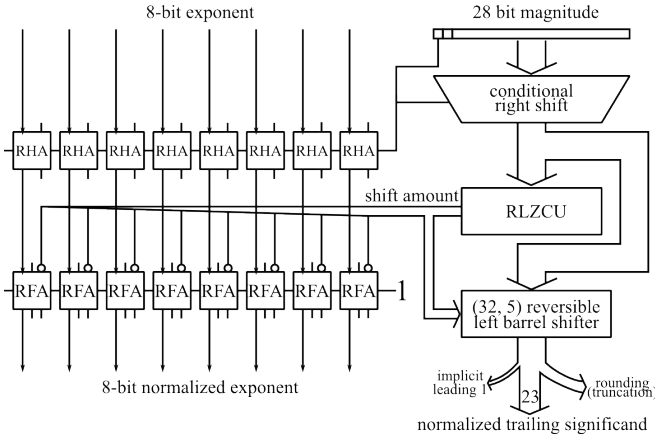 8-bit exponent
28 bit magnitude
conditional
right shift
RHA RHA RHA RHA RHA RHA RHA RHA
shift amount
RLZCU
RFA RFA RFA RFA RFA RFA RFA RFA 1
(32, 5) reversible
left barrel shifter
8-bit normalized exponent
implicit
leading 1
23
rounding
(truncation)
normalized trailing significand